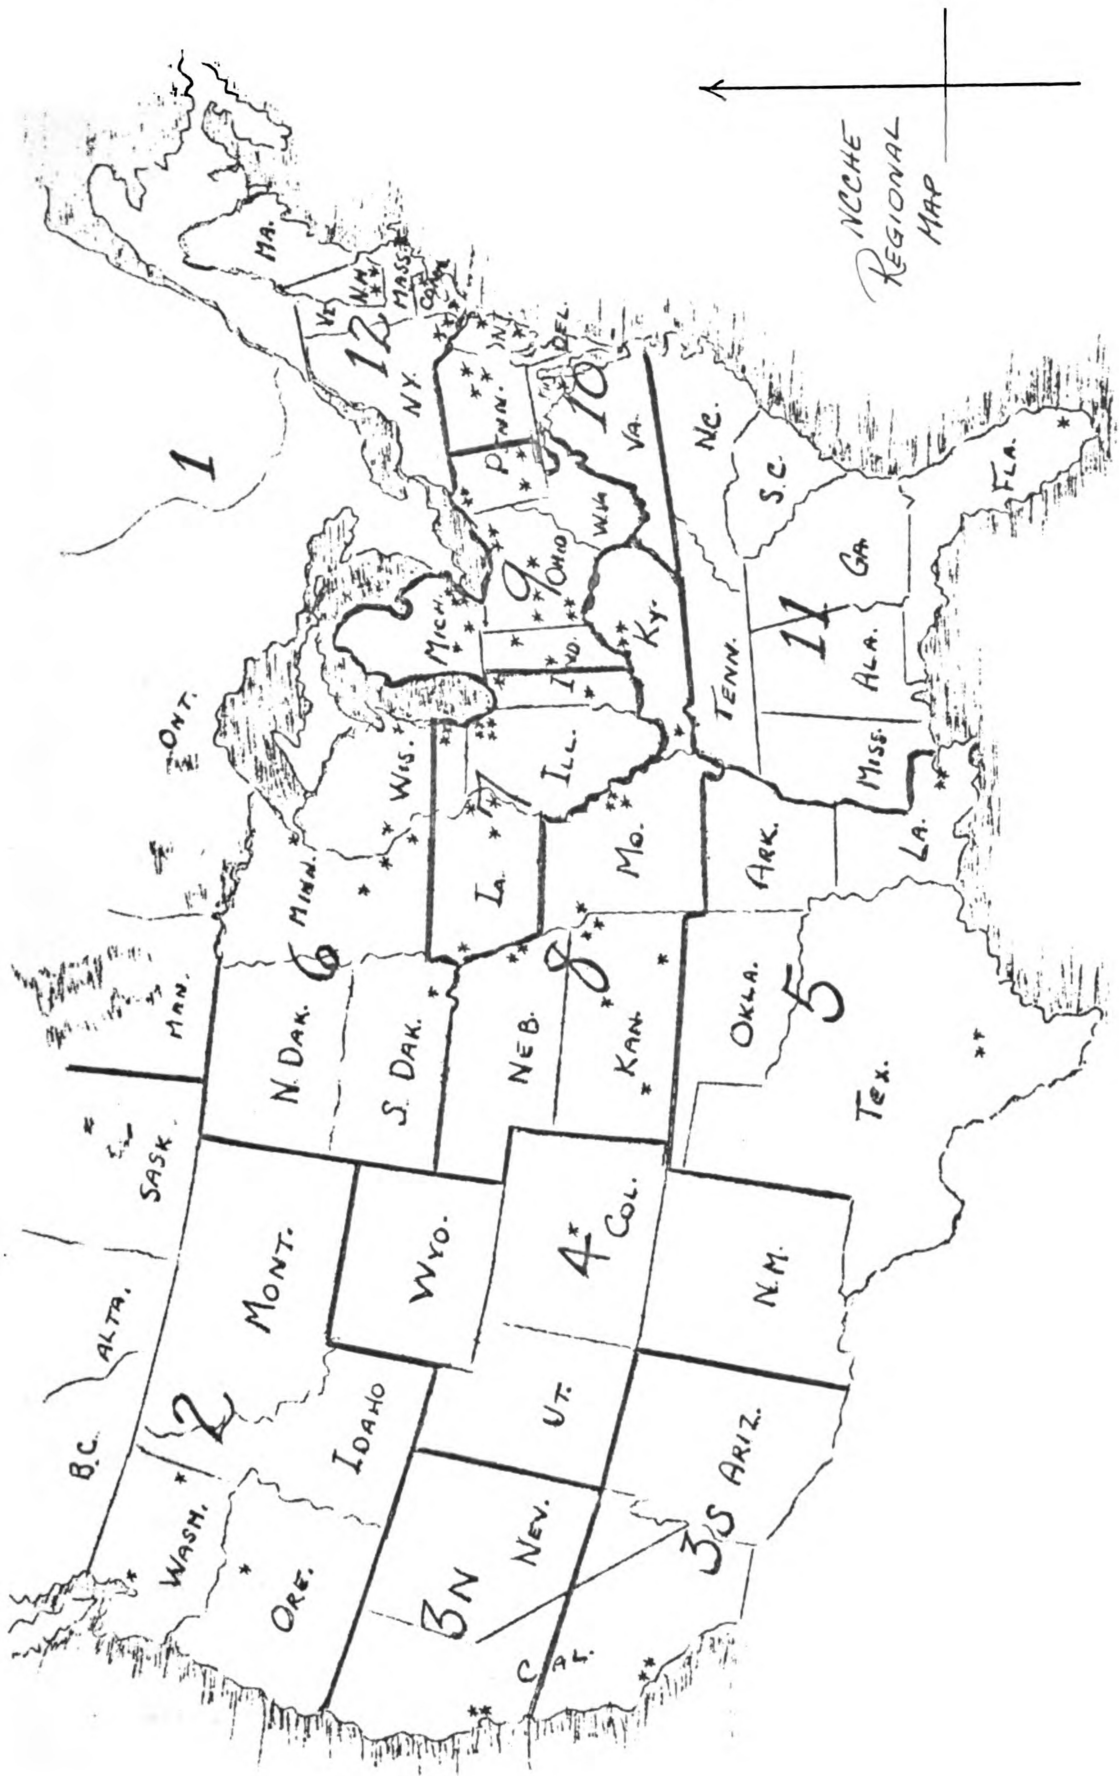 NCCHE
REGIONAL
MAP
B.C.
ALTA.
SASK.
MAN.
ONT.
1
WASH.
ORE.
2
IDAHO
MONT.
WYO.
3N
NEV.
CAL.
3S
ARIZ.
UT.
4
COL.
N.M.
N. DAK.
S. DAK.
6
MINN.
WIS.
NEB.
8
KAN.
MO.
IA.
7
ILL.
OKLA.
5
TEX.
ARK.
LA.
MICH.
IND.
9
OHIO
KY.
W.VA.
PENN.
10
VA.
DEL.
N.J.
TENN.
N.C.
S.C.
11
MISS.
ALA.
GA.
FLA.
12
NY.
VT.
N.H.
MASS
CONN.
MA.